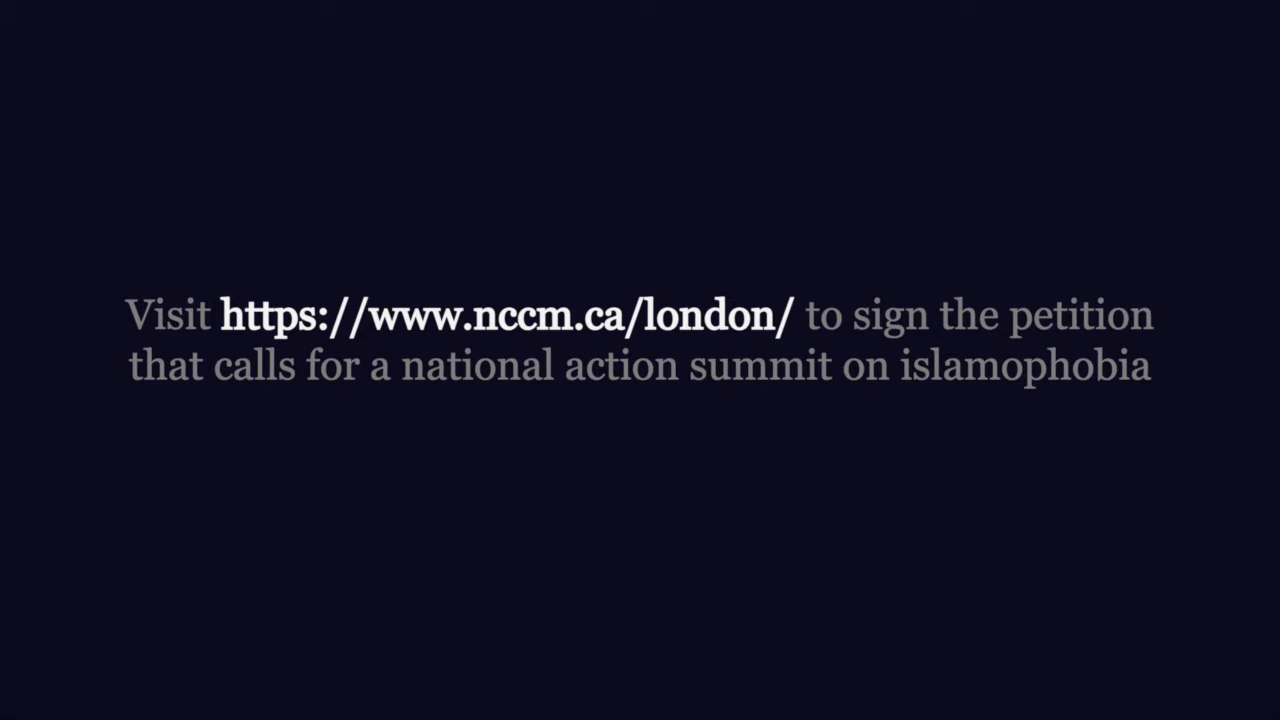 Visit https://www.nccm.ca/london/ to sign the petition
that calls for a national action summit on islamophobia